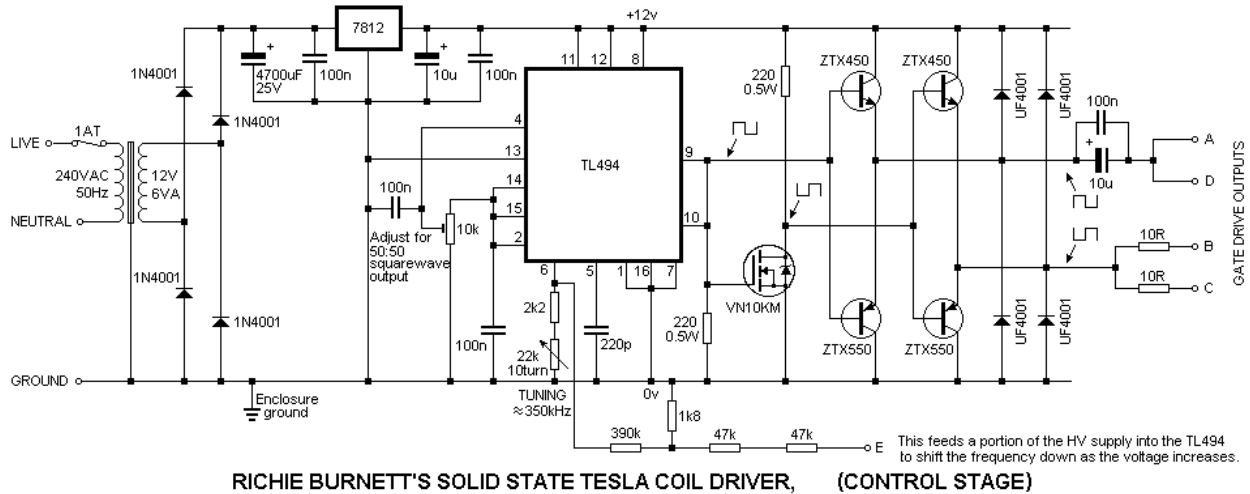 +12v
7812
1N4001
4700uF
25V
100n
10u
100n
11
12
8
220
0.5W
ZTX450
ZTX450
UF4001
UF4001
1N4001
LIVE
1AT
240VAC
50Hz
12V
6VA
NEUTRAL
4
13
14
15
2
TL494
9
10
100n
10k
Adjust for
50:50
squarewave
output
6
5
1
16
7
100n
10u
A
D
B
C
10R
10R
GATE DRIVE OUTPUTS
1N4001
1N4001
VN10KM
2k2
220p
220
0.5W
ZTX550
ZTX550
UF4001
UF4001
100n
22k
10turn
GROUND
Enclosure
ground
TUNING
≈350kHz
0v
1k8
390k
47k
47k
E
This feeds a portion of the HV supply into the TL494
to shift the frequency down as the voltage increases.
RICHIE BURNETT'S SOLID STATE TESLA COIL DRIVER, (CONTROL STAGE)